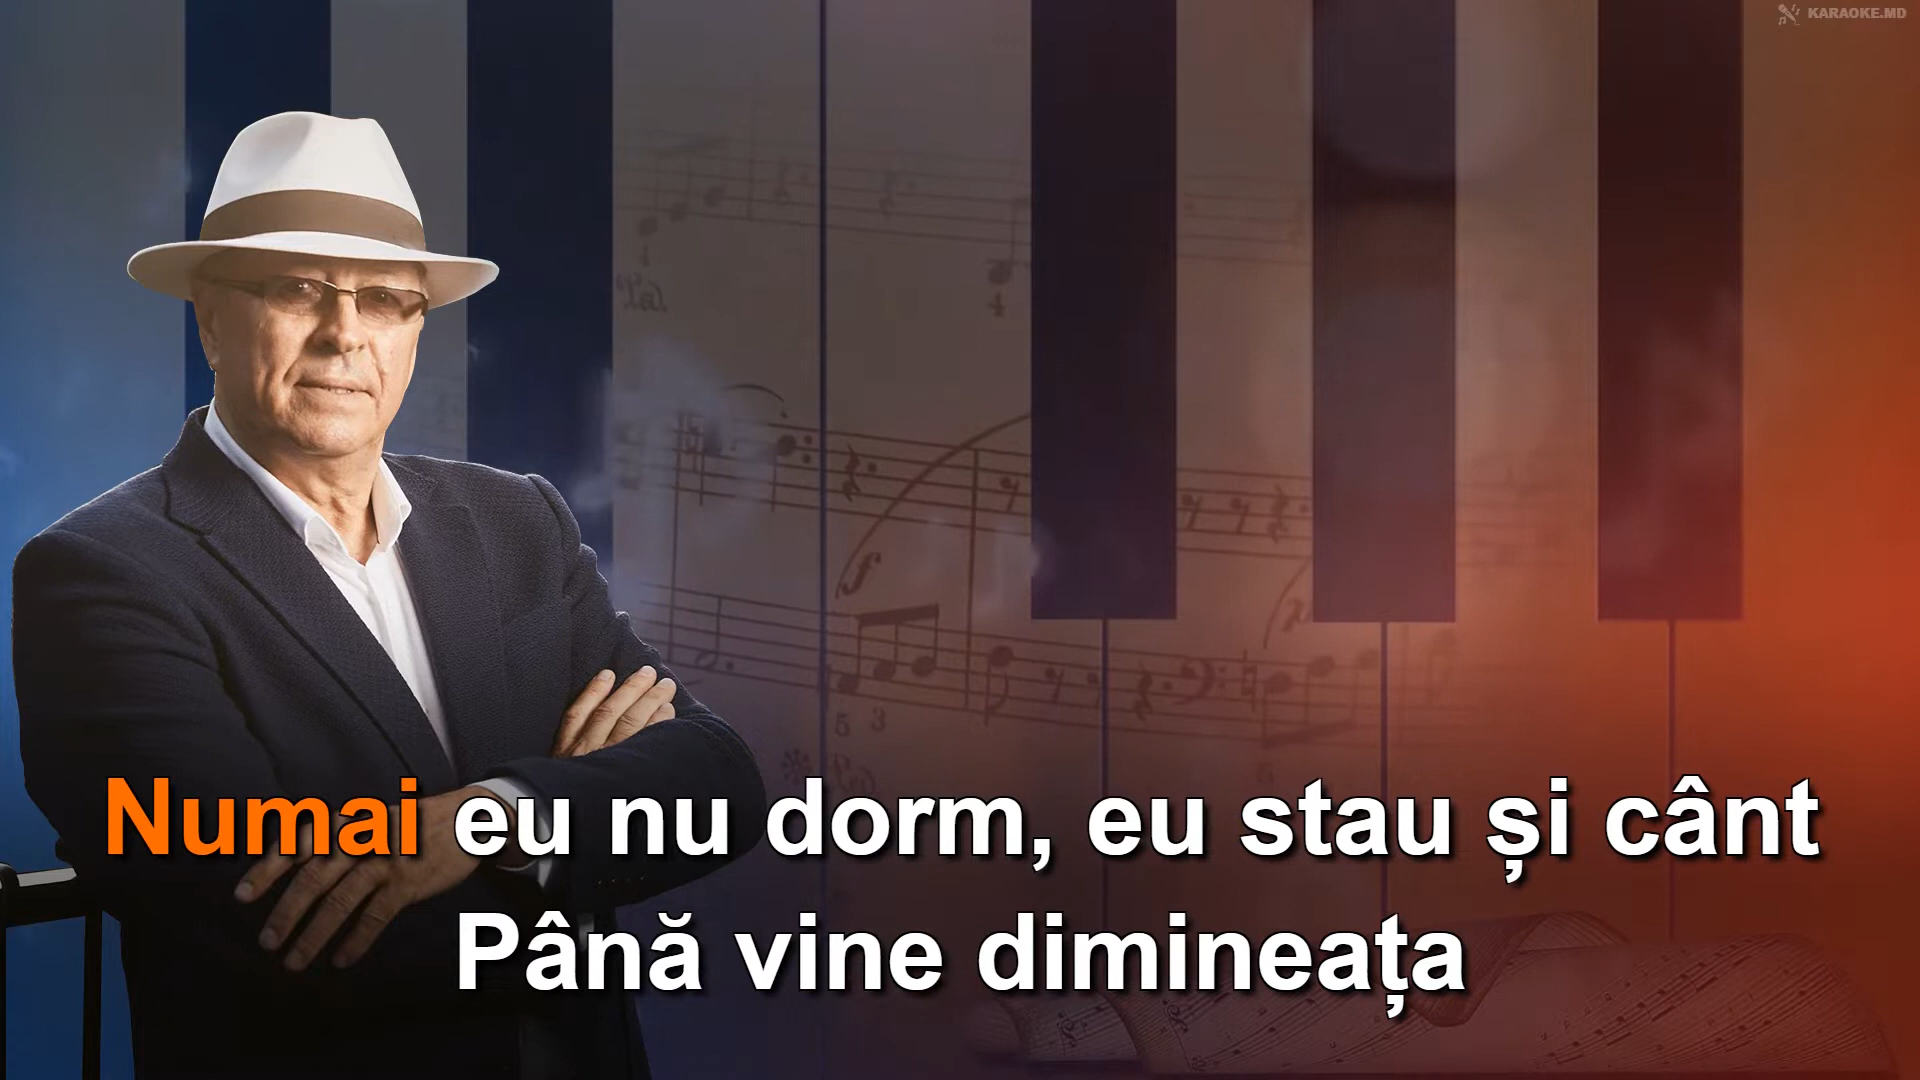 KARAOKE.MD
Numai eu nu dorm, eu stau și cânt
Până vine dimineața